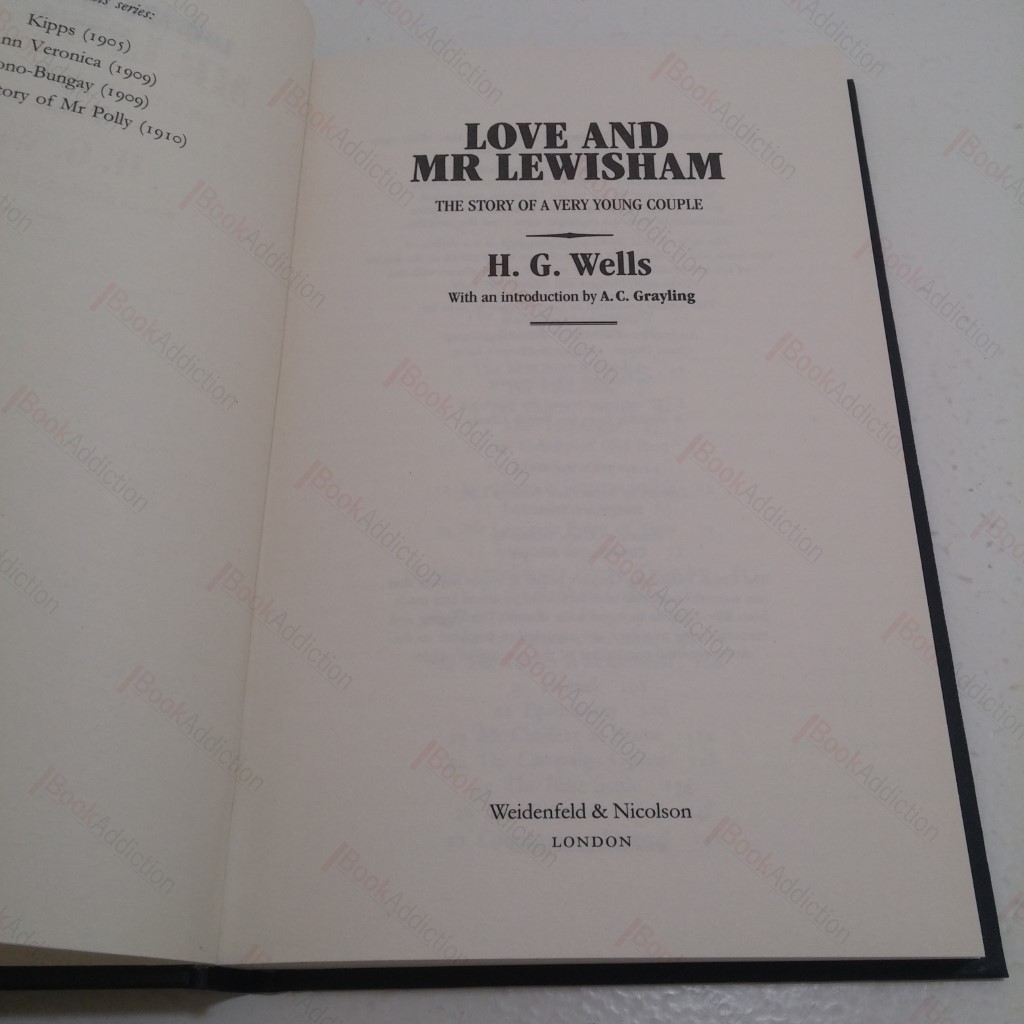 series:
Kipps (1905)
nn Veronica (1909)
ono-Bungay (1909)
tory of Mr Polly (1910)
LOVE AND
MR LEWISHAM
THE STORY OF A VERY YOUNG COUPLE
H. G. Wells
With an introduction by A. C. Grayling
Weidenfeld & Nicolson
LONDON
BookAddiction